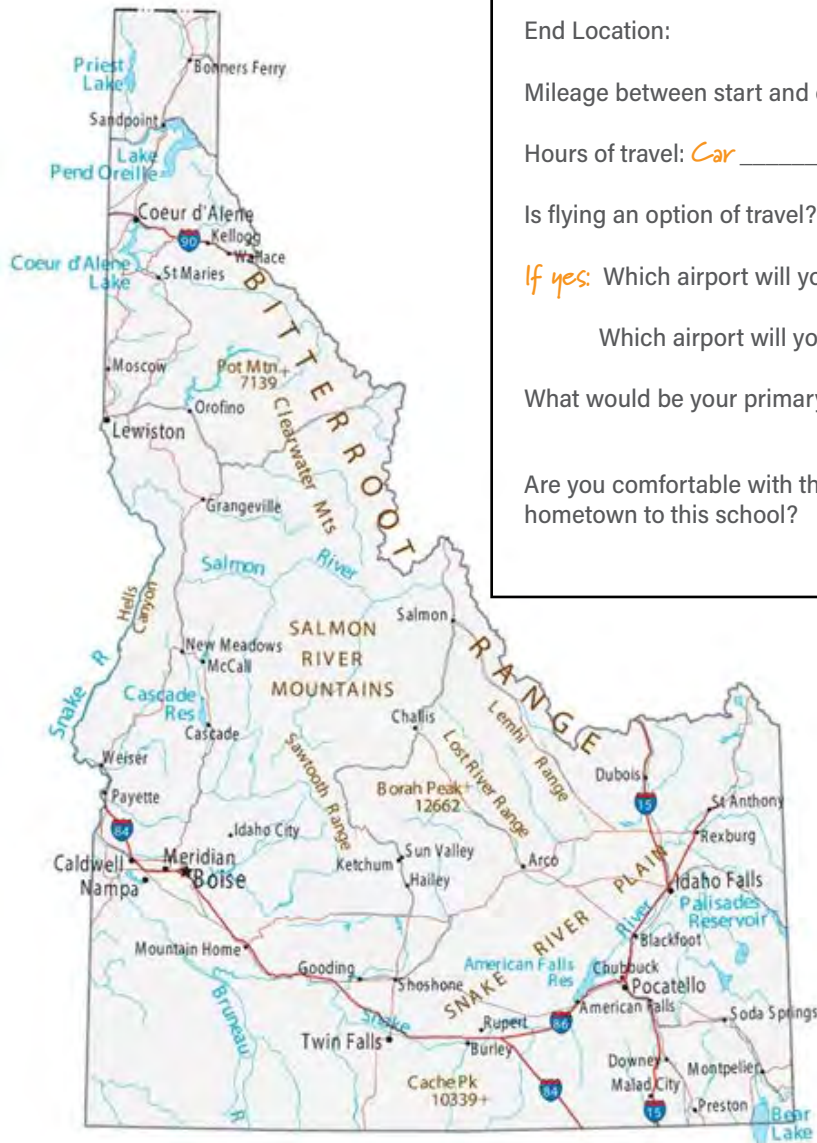 End Location:
Mileage between start and
Hours of travel: Car _______
Is flying an option of travel?
If yes: Which airport will
Which airport will
What would be your primary
Are you comfortable with
hometown to this school?
Priest
Lake
Bonners Ferry
Sandpoint
Lake
Pend Oreille
Coeur d'Alene
90
Kellogg
Wallace
Coeur d'Alene
Lake
St Maries
BITTERROOT
RANGE
Moscow
Pot Mtn+
7139
Orofino
Clearwater Mts
Lewiston
Grangeville
Salmon River
Hells
Canyon
Snake R
SALMON
RIVER
MOUNTAINS
Salmon
New Meadows
McCall
Cascade
Res
Cascade
Challis
Lemhi Range
Lost River Range
Sawtooth Range
Borah Peak+
12662
Weiser
Payette
84
Idaho City
Dubois
15
St Anthony
Rexburg
Caldwell
Meridian
Nampa
Boise
Ketchum
Sun Valley
Hailey
Arco
Idaho Falls
Palisades
Reservoir
SNAKE RIVER PLAIN
River
Blackfoot
Mountain Home
Gooding
Shoshone
American Falls
Res
Chubbuck
Pocatello
American Falls
Soda Springs
Bruneau R
Snake
Twin Falls
Rupert
86
Burley
Cache Pk
10339+
84
Downey
Malad City
15
Montpelier
Preston
Bear
Lake